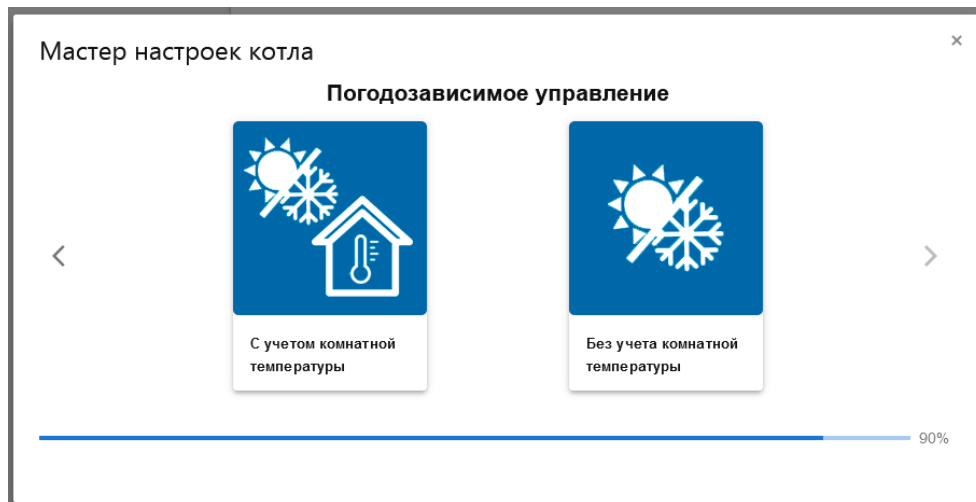 Мастер настроек котла
×
Погодозависимое управление
С учетом комнатной
температуры
Без учета комнатной
температуры
90%